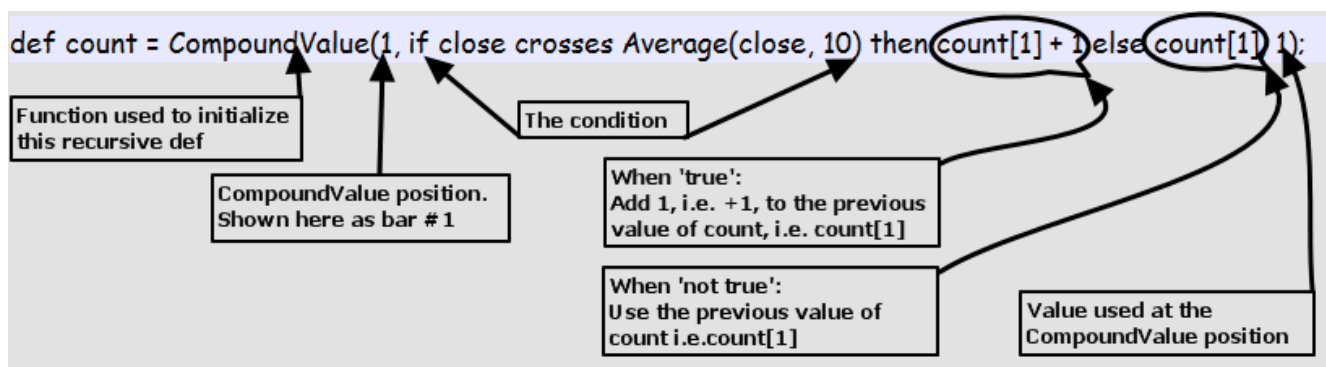 def count = CompoundValue(1, if close crosses Average(close, 10) then count[1] + 1 else count[1], 1);
Function used to initialize
this recursive def
The condition
CompoundValue position.
Shown here as bar #1
When 'true':
Add 1, i.e. +1, to the previous
value of count, i.e. count[1]
When 'not true':
Use the previous value of
count i.e.count[1]
Value used at the
CompoundValue position